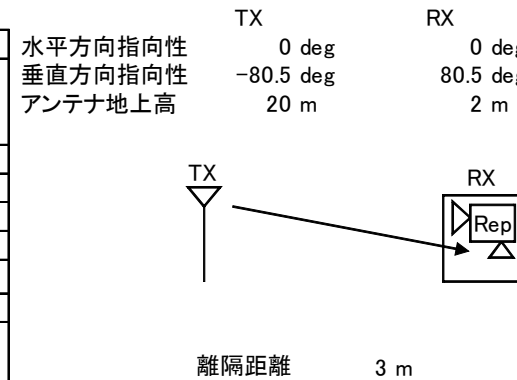 TX RX
水平方向指向性 0 deg 0 deg
垂直方向指向性 -80.5 deg 80.5 deg
アンテナ地上高 20 m 2 m
TX RX
Rep
離隔距離 3 m